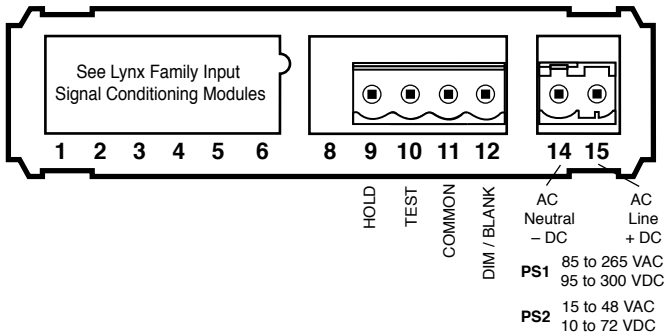 See Lynx Family Input
Signal Conditioning Modules
1 2 3 4 5 6 8 9 10 11 12 14 15
HOLD
TEST
COMMON
DIM / BLANK
AC
Neutral
– DC
AC
Line
+ DC
PS1 85 to 265 VAC
95 to 300 VDC
PS2 15 to 48 VAC
10 to 72 VDC